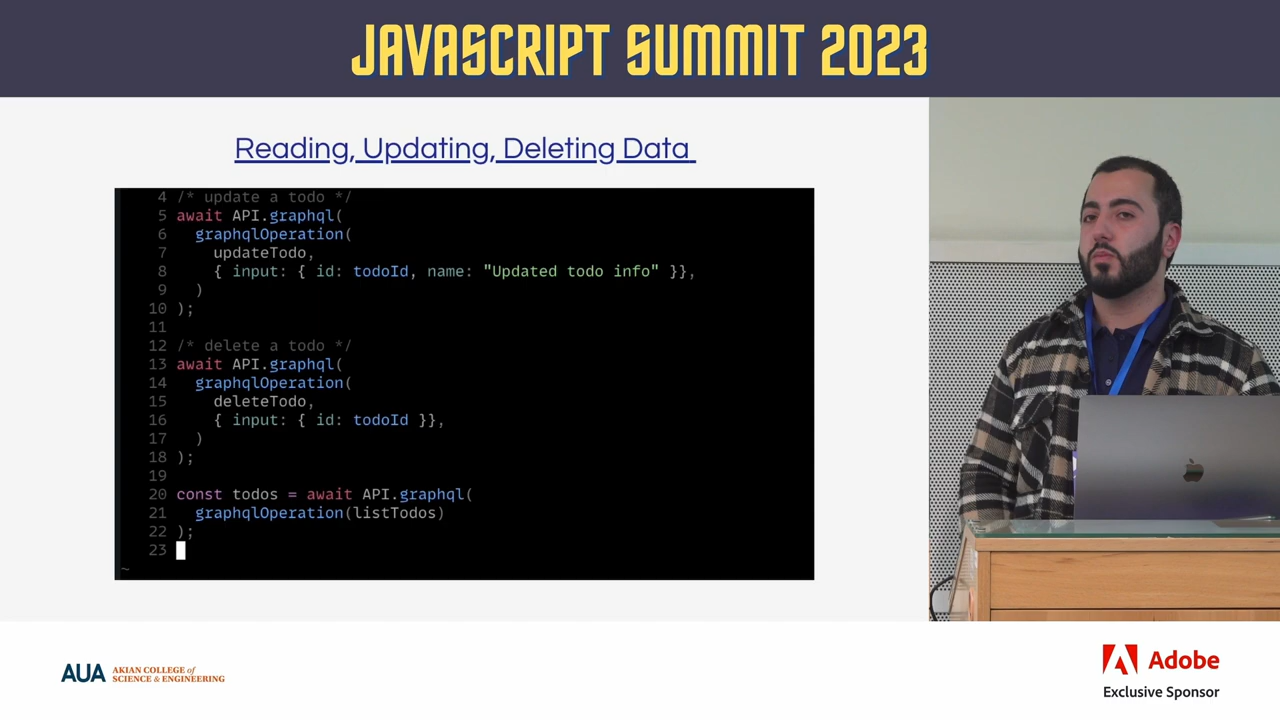 JAVASCRIPT SUMMIT 2023
Reading, Updating, Deleting Data
4 /* update a todo */
5 await API.graphql(
6 graphqlOperation(
7 updateTodo,
8 { input: { id: todoId, name: "Updated todo info" }},
9 )
10 );
11
12 /* delete a todo */
13 await API.graphql(
14 graphqlOperation(
15 deleteTodo,
16 { input: { id: todoId }},
17 )
18 );
19
20 const todos = await API.graphql(
21 graphqlOperation(listTodos)
22 );
23
~
AUA AKIAN COLLEGE of
SCIENCE & ENGINEERING
Adobe
Exclusive Sponsor